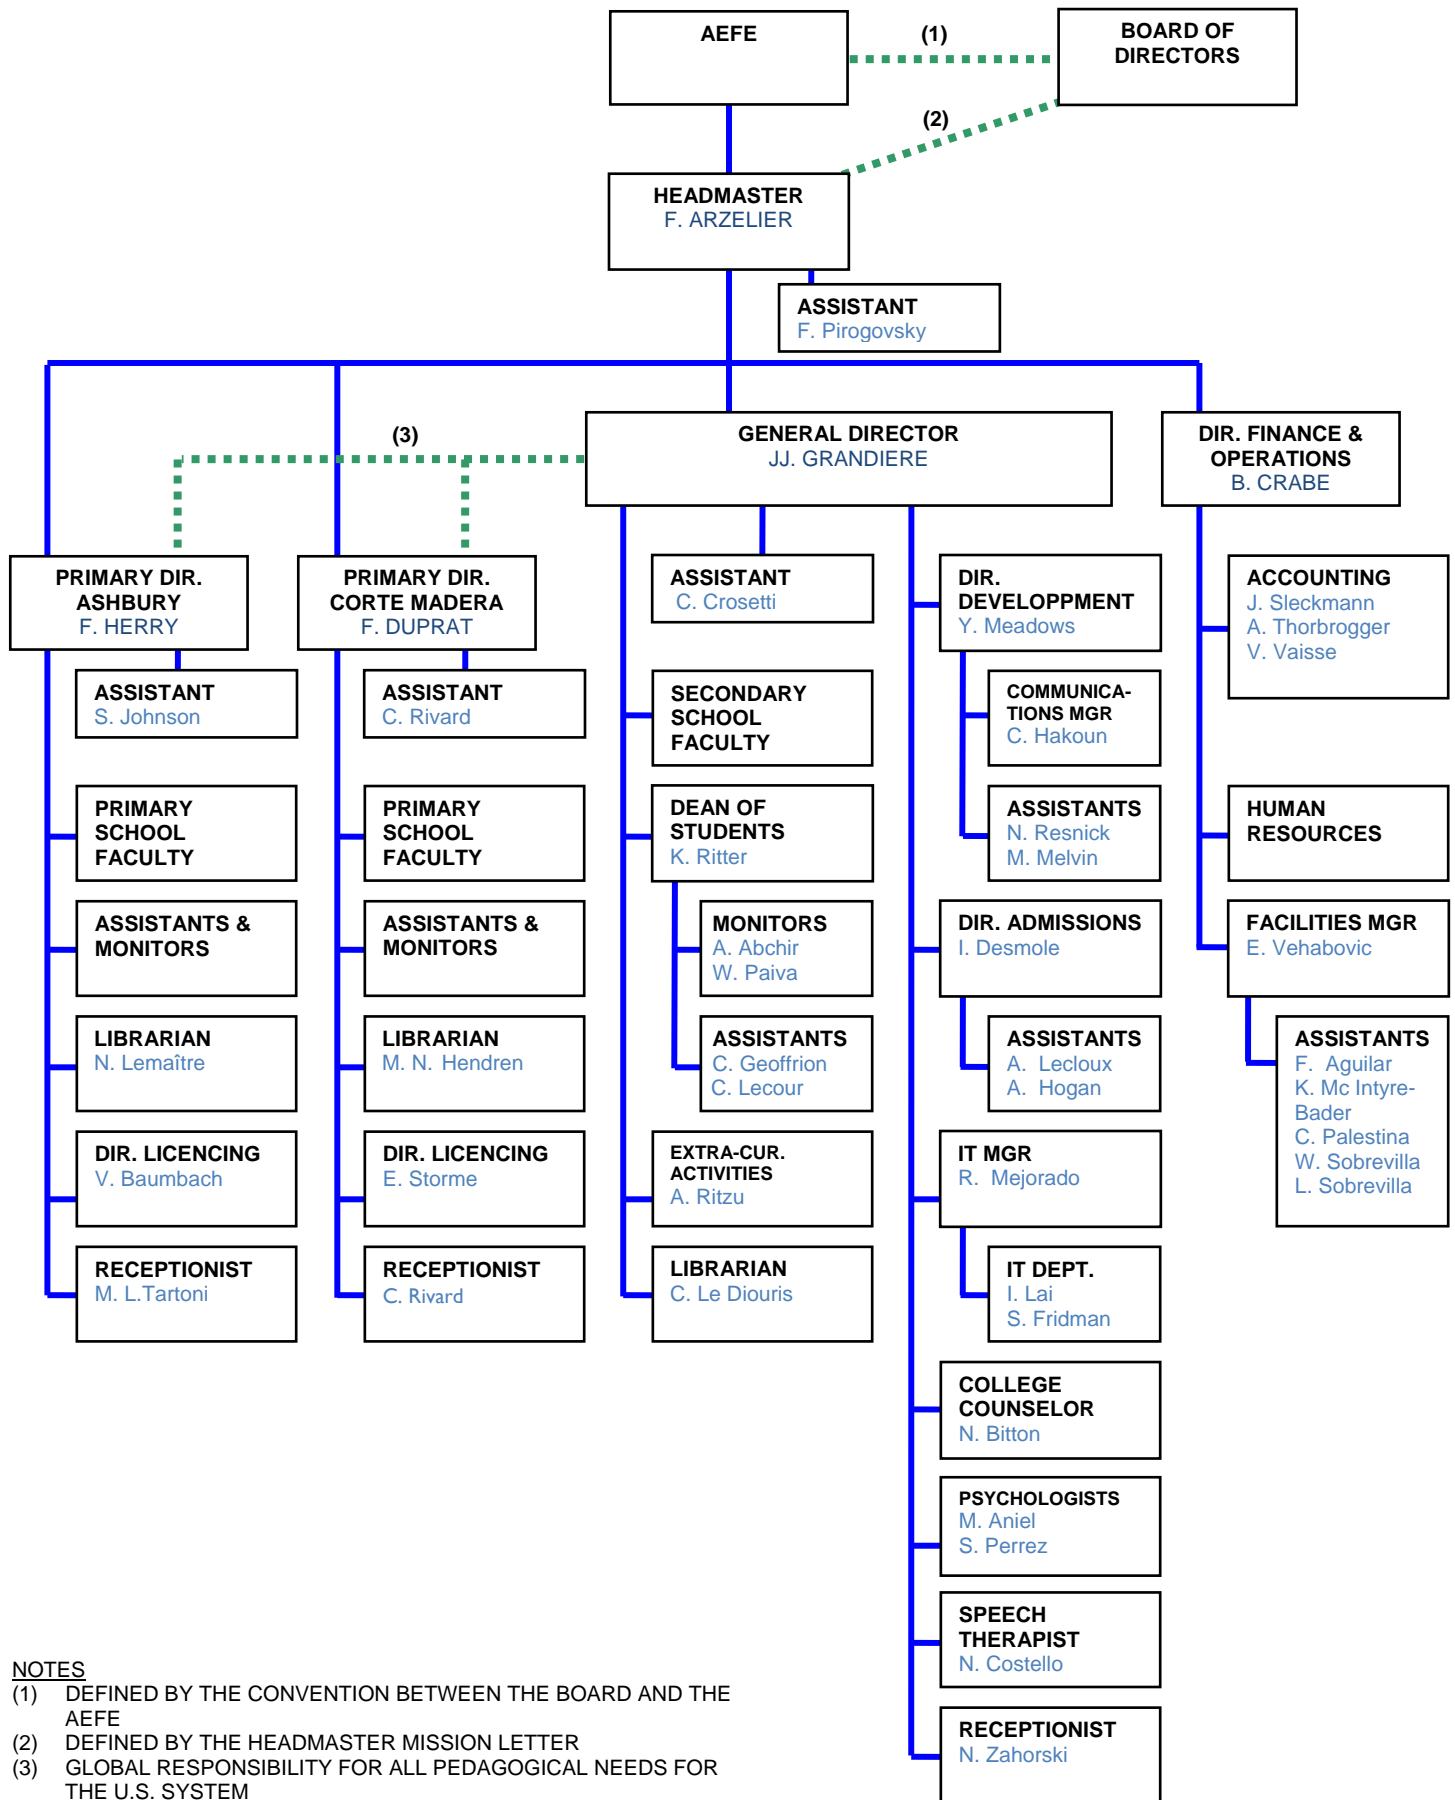 AEFE
(1)
BOARD OF
DIRECTORS
(2)
HEADMASTER
F. ARZELIER
ASSISTANT
F. Pirogovsky
(3)
GENERAL DIRECTOR
JJ. GRANDIERE
DIR. FINANCE &
OPERATIONS
B. CRABE
PRIMARY DIR.
ASHBURY
F. HERRY
ASSISTANT
S. Johnson
PRIMARY
SCHOOL
FACULTY
ASSISTANTS &
MONITORS
LIBRARIAN
N. Lemaître
DIR. LICENCING
V. Baumbach
RECEPTIONIST
M. L.Tartoni
PRIMARY DIR.
CORTE MADERA
F. DUPRAT
ASSISTANT
C. Rivard
PRIMARY
SCHOOL
FACULTY
ASSISTANTS &
MONITORS
LIBRARIAN
M. N. Hendren
DIR. LICENCING
E. Storme
RECEPTIONIST
C. Rivard
ASSISTANT
C. Crosetti
SECONDARY
SCHOOL
FACULTY
DEAN OF
STUDENTS
K. Ritter
MONITORS
A. Abchir
W. Paiva
ASSISTANTS
C. Geoffrion
C. Lecour
EXTRA-CUR.
ACTIVITIES
A. Ritzu
LIBRARIAN
C. Le Diouris
DIR.
DEVELOPPMENT
Y. Meadows
COMMUNICA-
TIONS MGR
C. Hakoun
ASSISTANTS
N. Resnick
M. Melvin
DIR. ADMISSIONS
I. Desmole
ASSISTANTS
A. Lecloux
A. Hogan
IT MGR
R. Mejorado
IT DEPT.
I. Lai
S. Fridman
COLLEGE
COUNSELOR
N. Bitton
PSYCHOLOGISTS
M. Aniel
S. Perrez
SPEECH
THERAPIST
N. Costello
RECEPTIONIST
N. Zahorski
ACCOUNTING
J. Sleckmann
A. Thorbrogger
V. Vaisse
HUMAN
RESOURCES
FACILITIES MGR
E. Vehabovic
ASSISTANTS
F. Aguilar
K. Mc Intyre-
Bader
C. Palestina
W. Sobrevilla
L. Sobrevilla
NOTES
(1) DEFINED BY THE CONVENTION BETWEEN THE BOARD AND THE
AEFE
(2) DEFINED BY THE HEADMASTER MISSION LETTER
(3) GLOBAL RESPONSIBILITY FOR ALL PEDAGOGICAL NEEDS FOR
THE U.S. SYSTEM